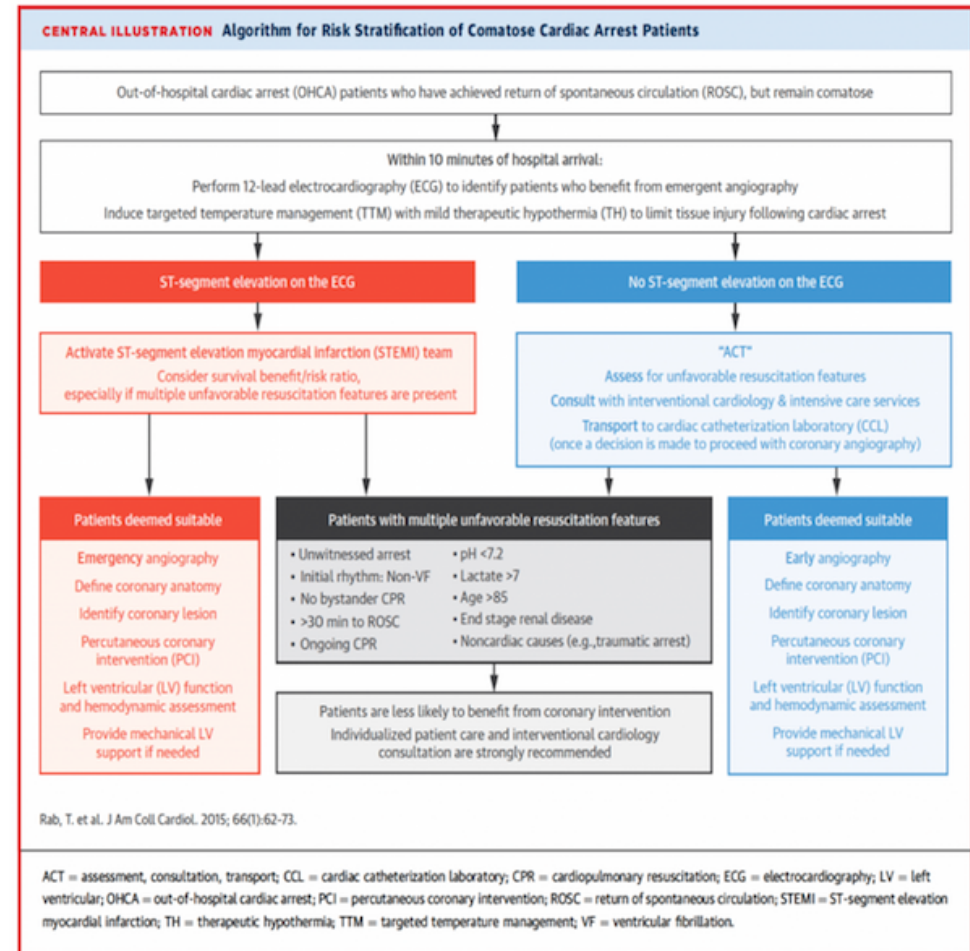 CENTRAL ILLUSTRATION Algorithm for Risk Stratification of Comatose Cardiac Arrest Patients
Out-of-hospital cardiac arrest (OHCA) patients who have achieved return of spontaneous circulation (ROSC), but remain comatose
Within 10 minutes of hospital arrival:
Perform 12-lead electrocardiography (ECG) to identify patients who benefit from emergent angiography
Induce targeted temperature management (TTM) with mild therapeutic hypothermia (TH) to limit tissue injury following cardiac arrest
ST-segment elevation on the ECG
Activate ST-segment elevation myocardial infarction (STEMI) team
Consider survival benefit/risk ratio,
especially if multiple unfavorable resuscitation features are present
No ST-segment elevation on the ECG
"ACT"
Assess for unfavorable resuscitation features
Consult with interventional cardiology & intensive care services
Transport to cardiac catheterization laboratory (CCL)
(once a decision is made to proceed with coronary angiography)
Patients deemed suitable
Emergency angiography
Define coronary anatomy
Identify coronary lesion
Percutaneous coronary
intervention (PCI)
Left ventricular (LV) function
and hemodynamic assessment
Provide mechanical LV
support if needed
Patients with multiple unfavorable resuscitation features
• Unwitnessed arrest
• Initial rhythm: Non-VF
• No bystander CPR
• >30 min to ROSC
• Ongoing CPR
• pH <7.2
• Lactate >7
• Age >85
• End stage renal disease
• Noncardiac causes (e.g.,traumatic arrest)
Patients are less likely to benefit from coronary intervention
Individualized patient care and interventional cardiology
consultation are strongly recommended
Patients deemed suitable
Early angiography
Define coronary anatomy
Identify coronary lesion
Percutaneous coronary
intervention (PCI)
Left ventricular (LV) function
and hemodynamic assessment
Provide mechanical LV
support if needed
Rab, T. et al. J Am Coll Cardiol. 2015; 66(1):62-73.
ACT = assessment, consultation, transport; CCL = cardiac catheterization laboratory; CPR = cardiopulmonary resuscitation; ECG = electrocardiography; LV = left
ventricular; OHCA = out-of-hospital cardiac arrest; PCI = percutaneous coronary intervention; ROSC = return of spontaneous circulation; STEMI = ST-segment elevation
myocardial infarction; TH = therapeutic hypothermia; TTM = targeted temperature management; VF = ventricular fibrillation.